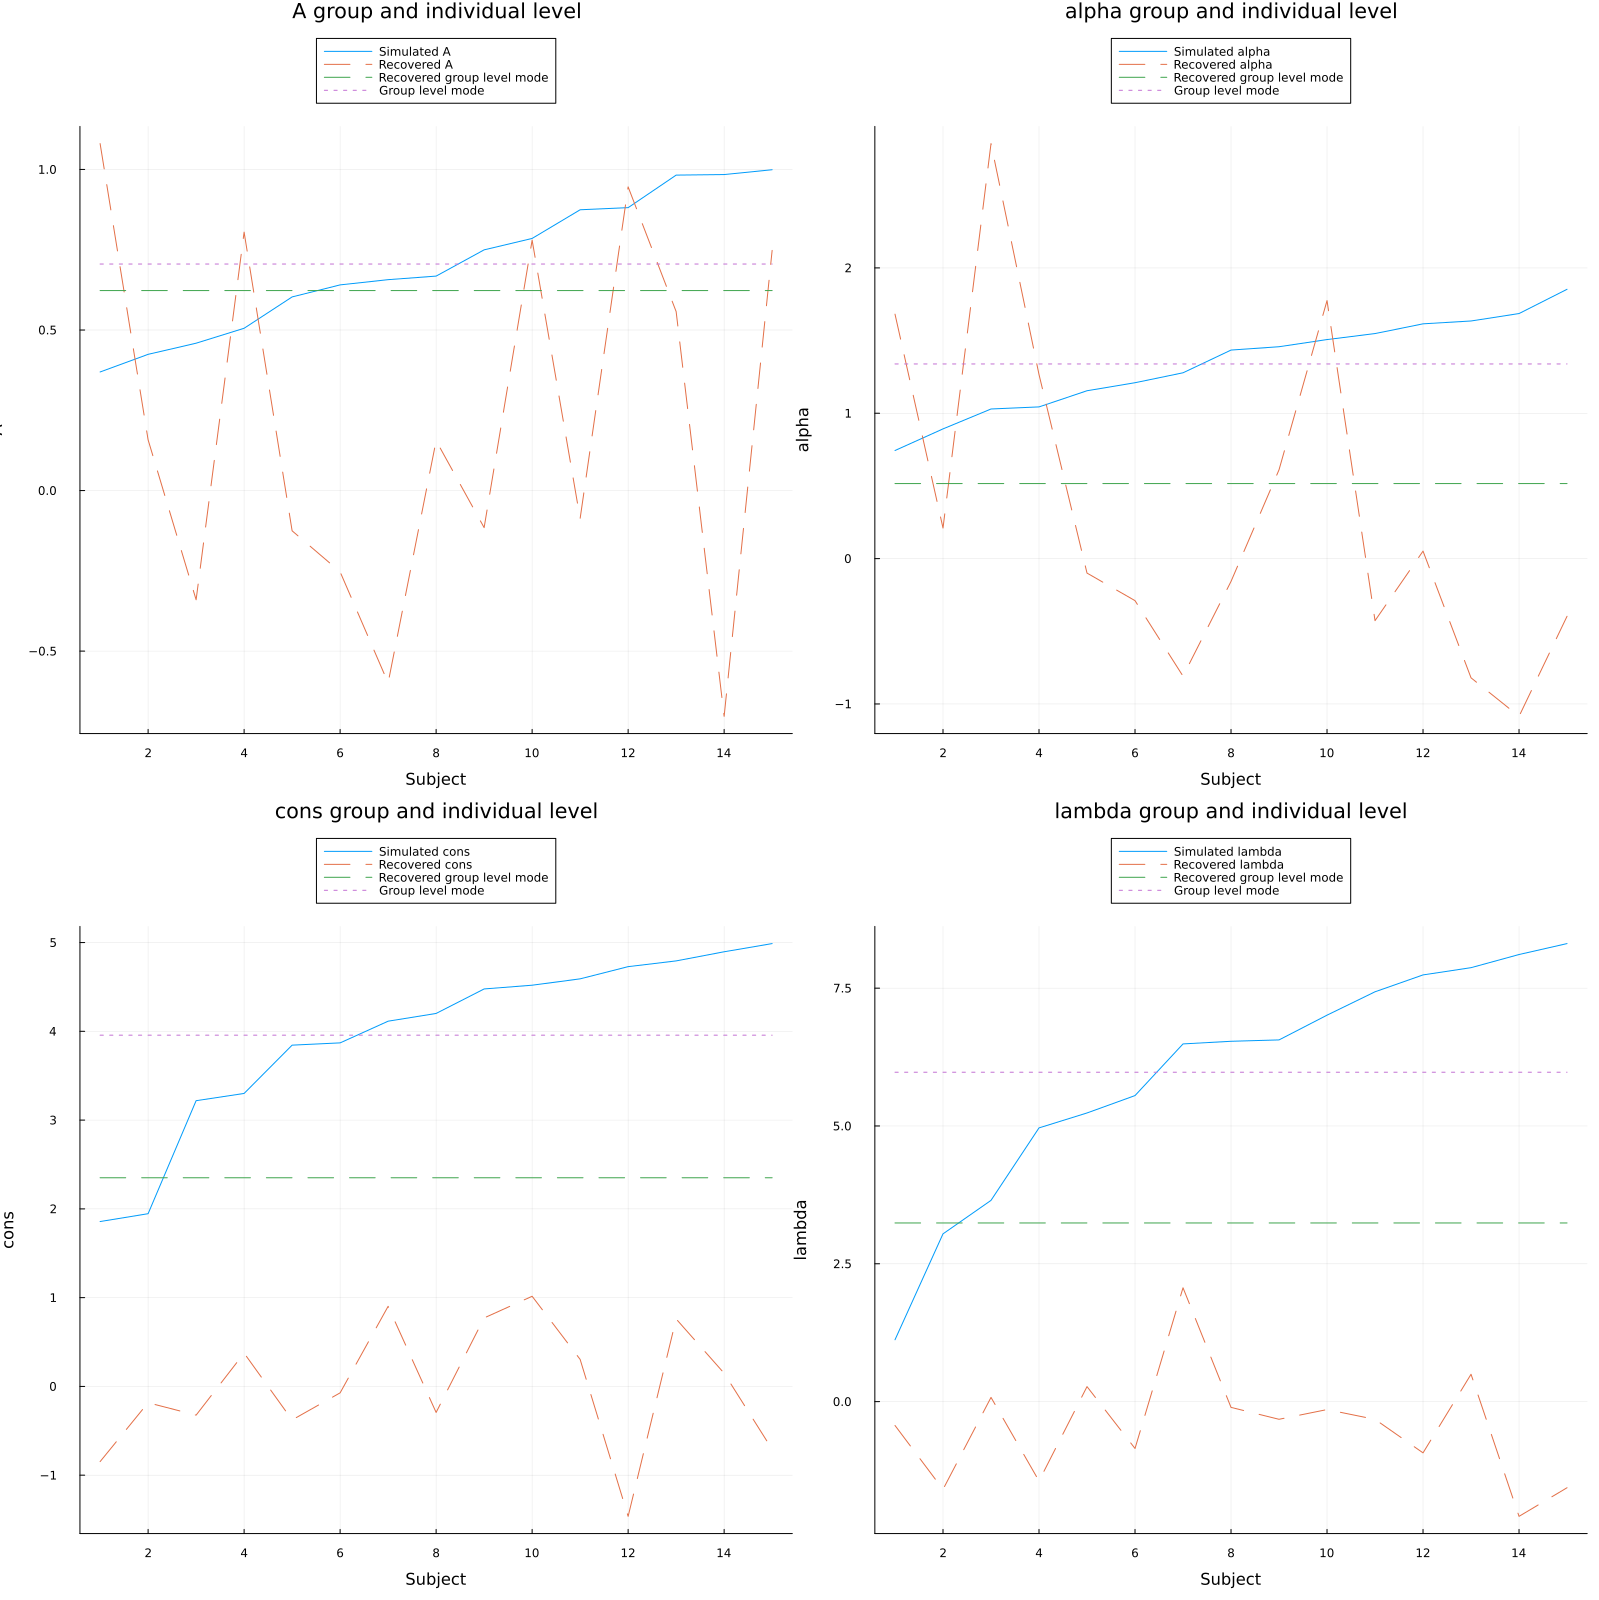 A group and individual level
Simulated A
Recovered A
Recovered group level mode
Group level mode
1.0
0.5
0.0
−0.5
2 4 6 8 10 12 14
Subject
alpha group and individual level
Simulated alpha
Recovered alpha
Recovered group level mode
Group level mode
alpha
2
1
0
−1
2 4 6 8 10 12 14
Subject
cons group and individual level
Simulated cons
Recovered cons
Recovered group level mode
Group level mode
cons
5
4
3
2
1
0
−1
2 4 6 8 10 12 14
Subject
lambda group and individual level
Simulated lambda
Recovered lambda
Recovered group level mode
Group level mode
lambda
7.5
5.0
2.5
0.0
2 4 6 8 10 12 14
Subject